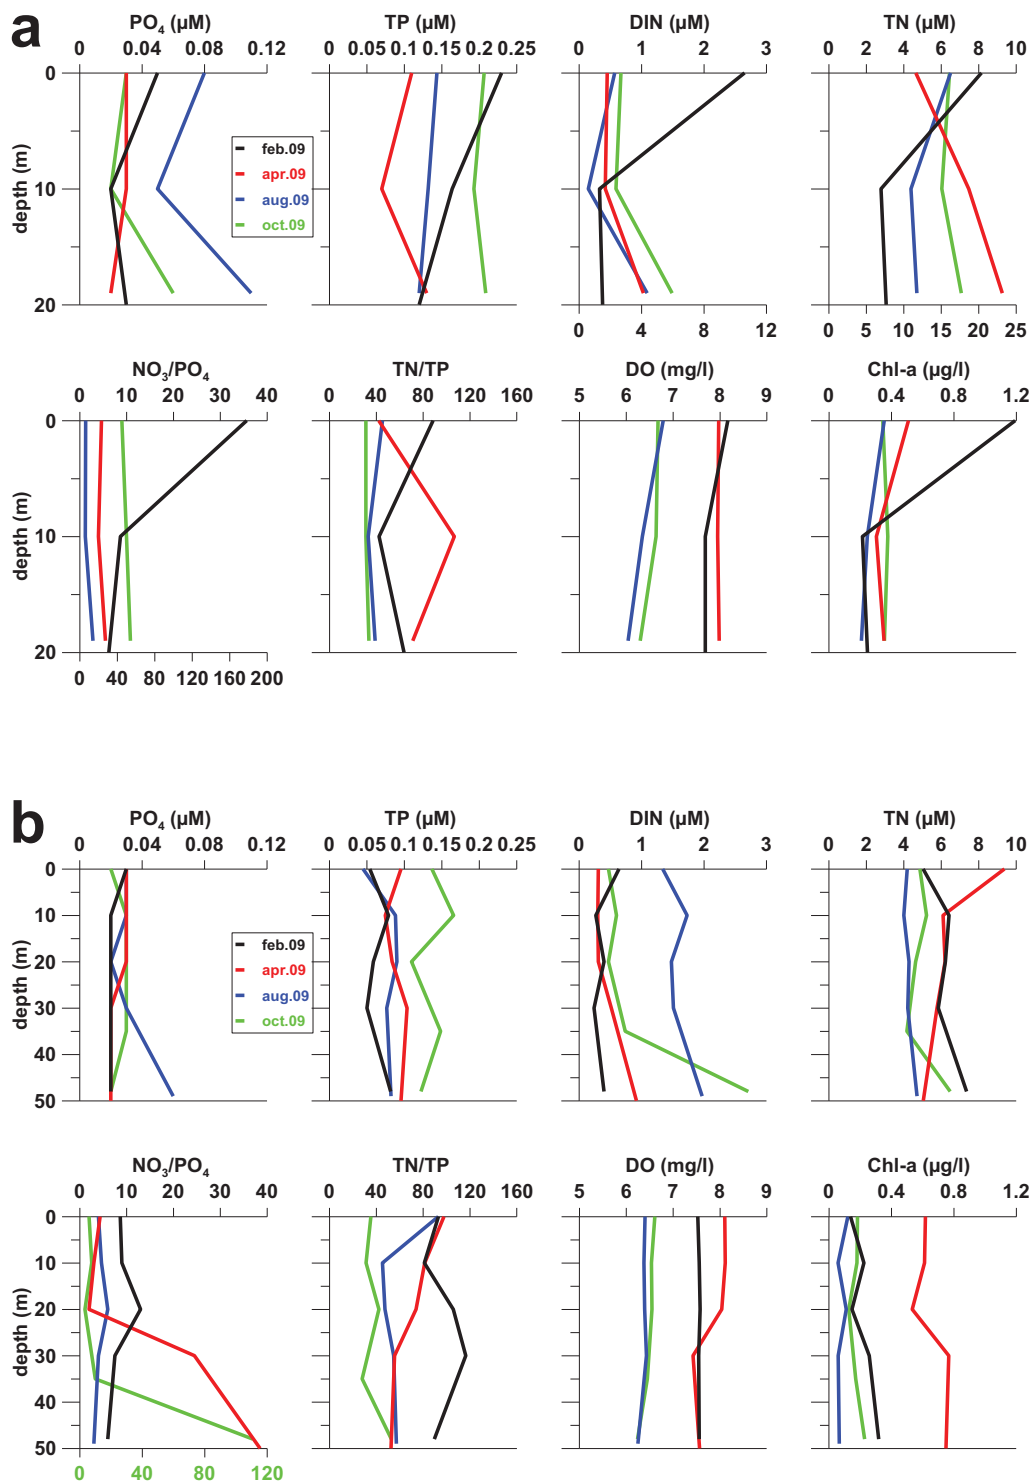 a
PO₄ (µM) TP (µM) DIN (µM) TN (µM)
0 0.04 0.08 0.12 0 0.05 0.1 0.15 0.2 0.25 0 1 2 3 0 2 4 6 8 10
depth (m)
0
10
20
feb.09
apr.09
aug.09
oct.09
0 4 8 12 0 5 10 15 20 25
NO₃/PO₄ TN/TP DO (mg/l) Chl-a (µg/l)
0 10 20 30 40 0 40 80 120 160 5 6 7 8 9 0 0.4 0.8 1.2
depth (m)
0
10
20
0 40 80 120 160 200
b
PO₄ (µM) TP (µM) DIN (µM) TN (µM)
0 0.04 0.08 0.12 0 0.05 0.1 0.15 0.2 0.25 0 1 2 3 0 2 4 6 8 10
depth (m)
0
10
20
30
40
50
feb.09
apr.09
aug.09
oct.09
NO₃/PO₄ TN/TP DO (mg/l) Chl-a (µg/l)
0 10 20 30 40 0 40 80 120 160 5 6 7 8 9 0 0.4 0.8 1.2
depth (m)
0
10
20
30
40
50
0 40 80 120